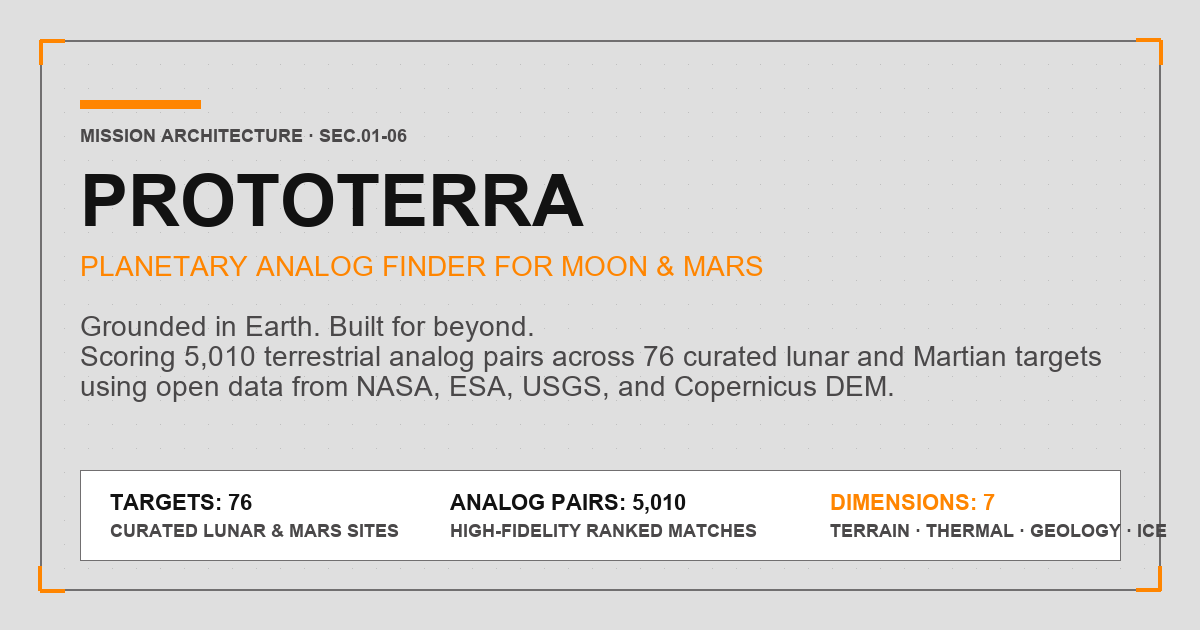 MISSION ARCHITECTURE · SEC.01-06
PROTOTERRA
PLANETARY ANALOG FINDER FOR MOON & MARS
Grounded in Earth. Built for beyond.
Scoring 5,010 terrestrial analog pairs across 76 curated lunar and Martian targets
using open data from NASA, ESA, USGS, and Copernicus DEM.
TARGETS: 76
CURATED LUNAR & MARS SITES
ANALOG PAIRS: 5,010
HIGH-FIDELITY RANKED MATCHES
DIMENSIONS: 7
TERRAIN · THERMAL · GEOLOGY · ICE